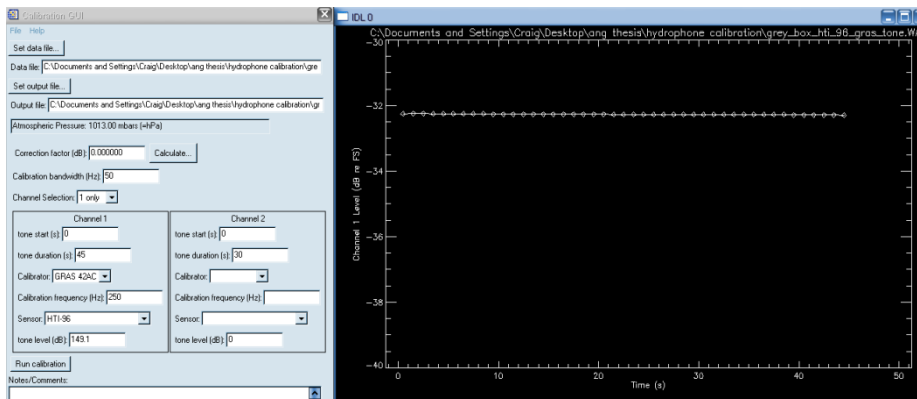 Calibration GUI
File Help
Set data file...
Data file: C:\Documents and Settings\Craig\Desktop\ang thesis\hydrophone calibration\gre
Set output file...
Output file: C:\Documents and Settings\Craig\Desktop\ang thesis\hydrophone calibration\gr
Atmospheric Pressure: 1013.00 mbars (=hPa)
Correction factor (dB): 0.000000 Calculate...
Calibration bandwidth (Hz): 50
Channel Selection: 1 only
Channel 1
tone start (s): 0
tone duration (s): 45
Calibrator: GRAS 42AC
Calibration frequency (Hz): 250
Sensor: HTI-96
tone level (dB): 149.1
Channel 2
tone start (s): 0
tone duration (s): 30
Calibrator:
Calibration frequency (Hz):
Sensor:
tone level (dB): 0
Run calibration
Notes/Comments:
IDL 0
C:\Documents and Settings\Craig\Desktop\ang thesis\hydrophone calibration\grey_box_hti_96_gras_tone.W
Channel 1 Level (dB re FS)
-30
-32
-34
-36
-38
-40
0 10 20 30 40 50
Time (s)